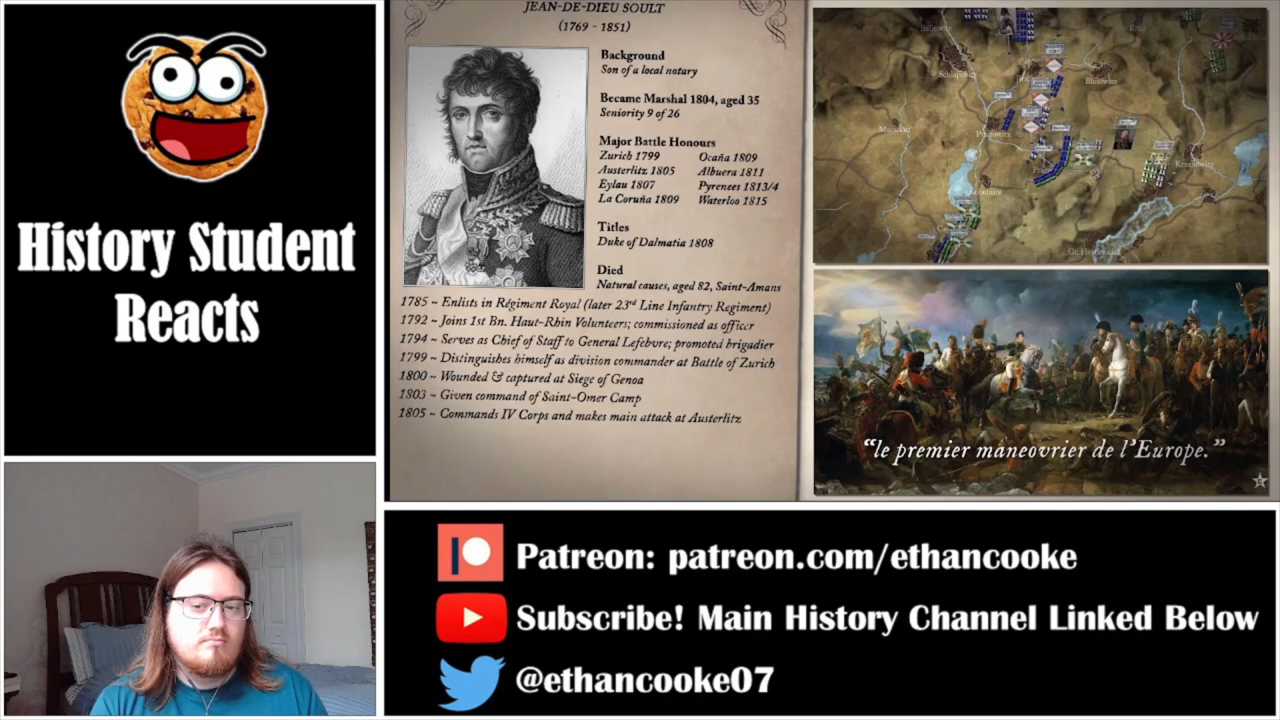 History Student
Reacts
JEAN-DE-DIEU SOULT
(1769 - 1851)
Background
Son of a local notary
Became Marshal 1804, aged 35
Seniority 9 of 26
Major Battle Honours
Zurich 1799 Ocaña 1809
Austerlitz 1805 Albuera 1811
Eylau 1807 Pyrenees 1813/4
La Coruña 1809 Waterloo 1815
Titles
Duke of Dalmatia 1808
Died
Natural causes, aged 82, Saint-Amans
1785 ~ Enlists in Régiment Royal (later 23rd Line Infantry Regiment)
1792 ~ Joins 1st Bn. Haut-Rhin Volunteers; commissioned as officer
1794 ~ Serves as Chief of Staff to General Lefebvre; promoted brigadier
1799 ~ Distinguishes himself as division commander at Battle of Zurich
1800 ~ Wounded & captured at Siege of Genoa
1803 ~ Given command of Saint-Omer Camp
1805 ~ Commands IV Corps and makes main attack at Austerlitz
Kobelnitz
Krzenowitz
"le premier maneovrier de l'Europe."
Patreon: patreon.com/ethancooke
Subscribe! Main History Channel Linked Below
@ethancooke07